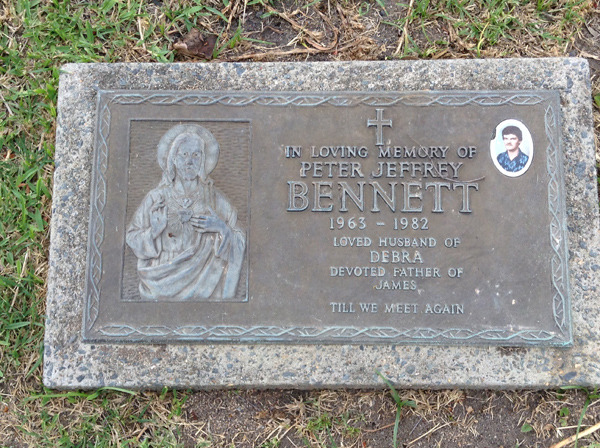 IN LOVING MEMORY OF
PETER JEFFREY
BENNETT
1963 - 1982
LOVED HUSBAND OF
DEBRA
DEVOTED FATHER OF
JAMES
TILL WE MEET AGAIN